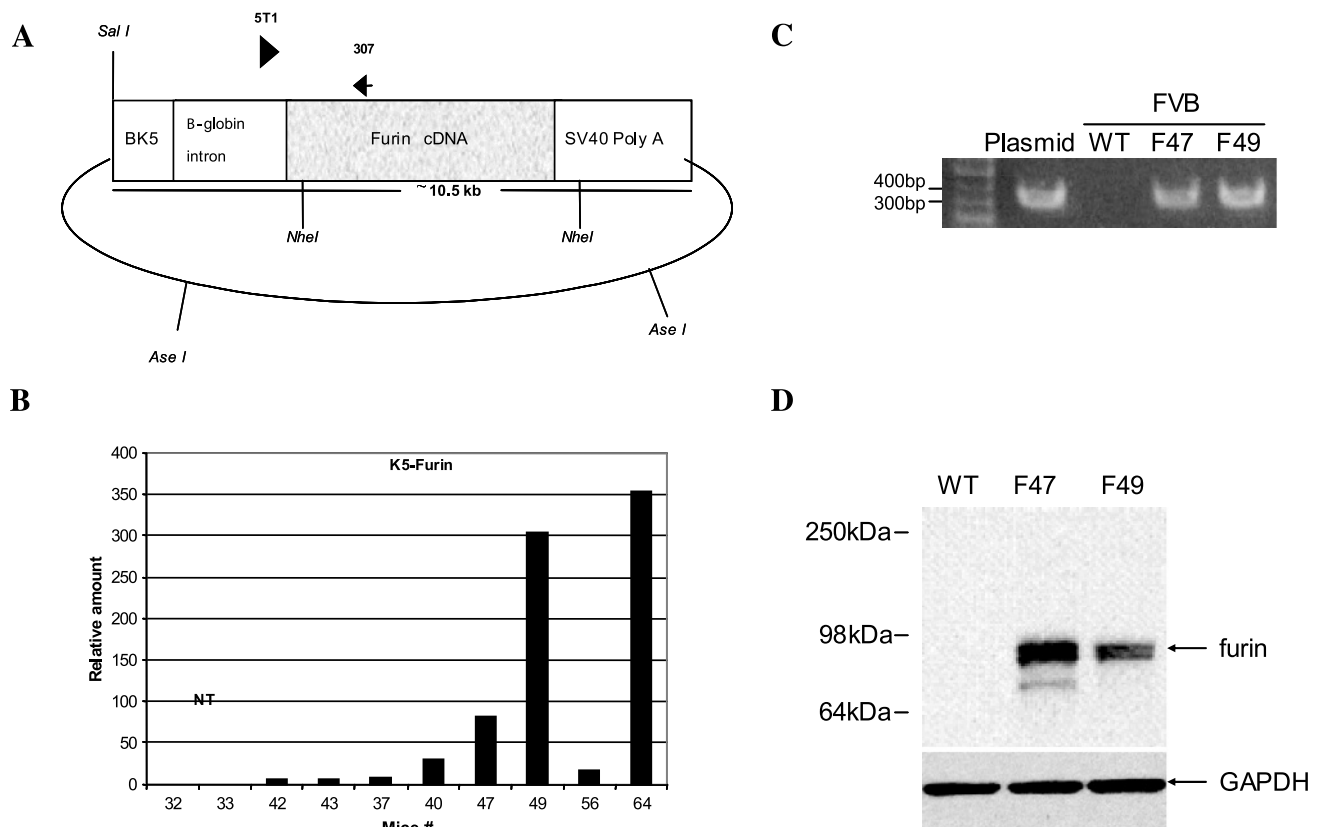 A
Sal I
5T1
307
BK5
B-globin
intron
Furin cDNA
SV40 Poly A
~10.5 kb
NheI
NheI
Ase I
Ase I
B
K5-Furin
Relative amount
400
350
300
250
200
150
100
50
0
NT
32 33 42 43 37 40 47 49 56 64
Mice #
C
FVB
Plasmid WT F47 F49
400bp
300bp
D
WT F47 F49
250kDa
98kDa
64kDa
furin
GAPDH